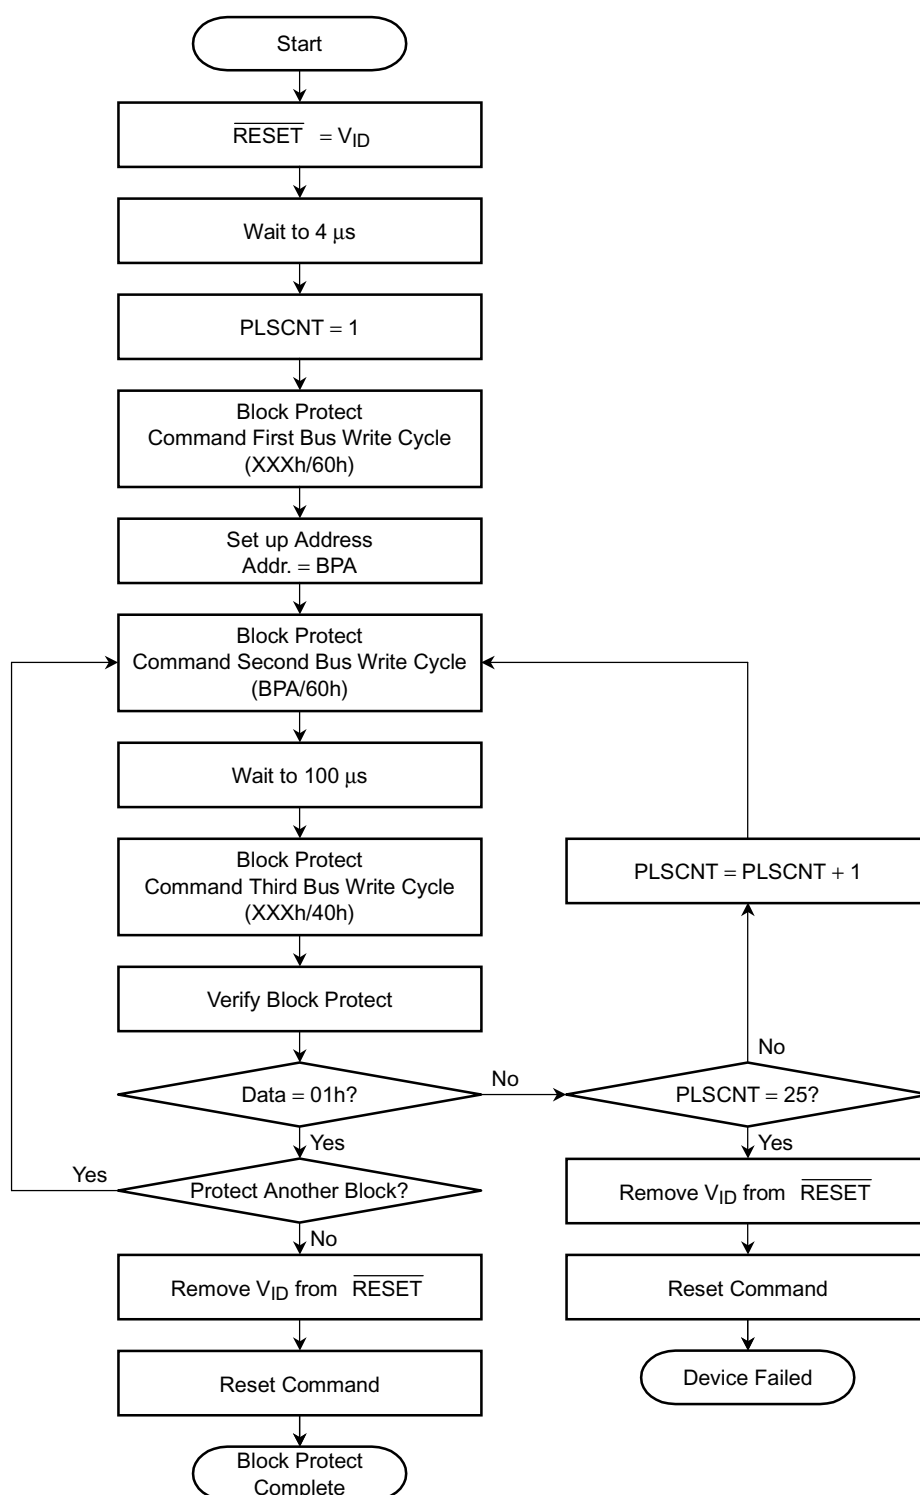 Start
RESET = VID
Wait to 4 μs
PLSCNT = 1
Block Protect
Command First Bus Write Cycle
(XXXh/60h)
Set up Address
Addr. = BPA
Block Protect
Command Second Bus Write Cycle
(BPA/60h)
Wait to 100 μs
Block Protect
Command Third Bus Write Cycle
(XXXh/40h)
PLSCNT = PLSCNT + 1
Verify Block Protect
No
Data = 01h?
No
PLSCNT = 25?
Yes
Yes
Yes
Protect Another Block?
Remove VID from RESET
No
Remove VID from RESET
Reset Command
Reset Command
Device Failed
Block Protect
Complete